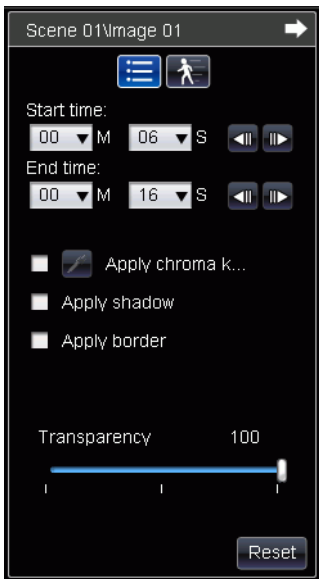 Scene 01\Image 01
Start time:
00 M 06 S
End time:
00 M 16 S
Apply chroma k...
Apply shadow
Apply border
Transparency 100
Reset